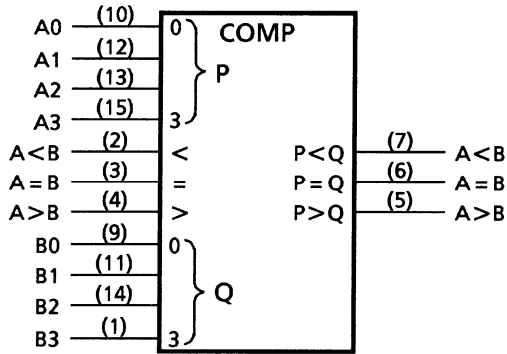 A0 (10) 0 COMP
A1 (12)
A2 (13) P
A3 (15) 3
A<B (2) < P<Q (7) A<B
A=B (3) = P=Q (6) A=B
A>B (4) > P>Q (5) A>B
B0 (9) 0
B1 (11)
B2 (14) Q
B3 (1) 3